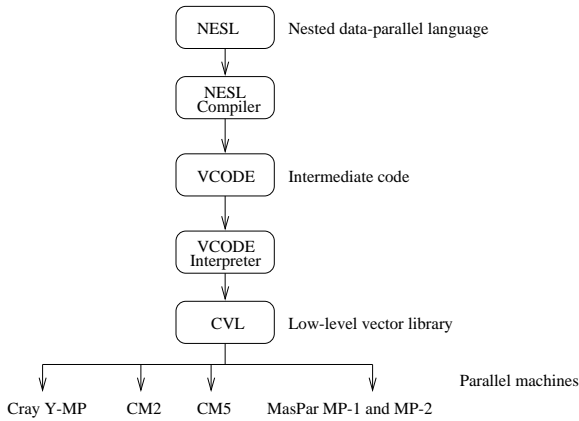 NESL Nested data-parallel language
NESL
Compiler
VCODE Intermediate code
VCODE
Interpreter
CVL Low-level vector library
Parallel machines
Cray Y-MP CM2 CM5 MasPar MP-1 and MP-2